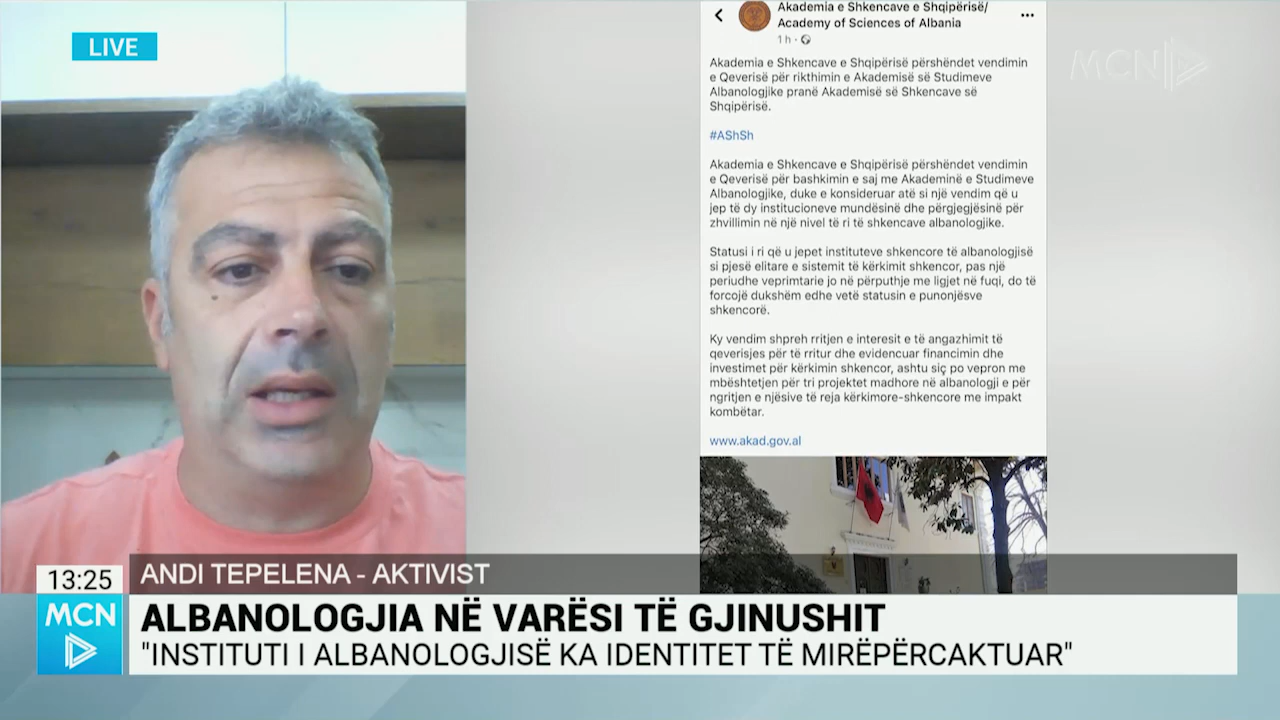 LIVE
Akademia e Shkencave e Shqipërisë/
Academy of Sciences of Albania
1 h
MCN
Akademia e Shkencave e Shqipërisë përshëndet vendimin
e Qeverisë për rikthimin e Akademisë së Studimeve
Albanologjike pranë Akademisë së Shkencave së
Shqipërisë.
#AShSh
Akademia e Shkencave e Shqipërisë përshëndet vendimin
e Qeverisë për bashkimin e saj me Akademinë e Studimeve
Albanologjike, duke e konsideruar atë si një vendim që u
jep të dy institucioneve mundësinë dhe përgjegjësinë për
zhvillimin në një nivel të ri të shkencave albanologjike.
Statusi i ri që u jepet instituteve shkencore të albanologjisë
si pjesë elitare e sistemit të kërkimit shkencor, pas një
periudhe veprimtarie jo në përputhje me ligjet në fuqi, do të
forcojë dukshëm edhe vetë statusin e punonjësve
shkencorë.
Ky vendim shpreh rritjen e interesit e të angazhimit të
qeverisjes për të rritur dhe evidencuar financimin dhe
investimet për kërkimin shkencor, ashtu siç po vepron me
mbështetjen për tri projektet madhore në albanologji e për
ngritjen e njësive të reja kërkimore-shkencore me impakt
kombëtar.
www.akad.gov.al
13:25
ANDI TEPELENA - AKTIVIST
MCN
ALBANOLOGJIA NË VARËSI TË GJINUSHIT
"INSTITUTI I ALBANOLOGJISË KA IDENTITET TË MIRËPËRCAKTUAR"